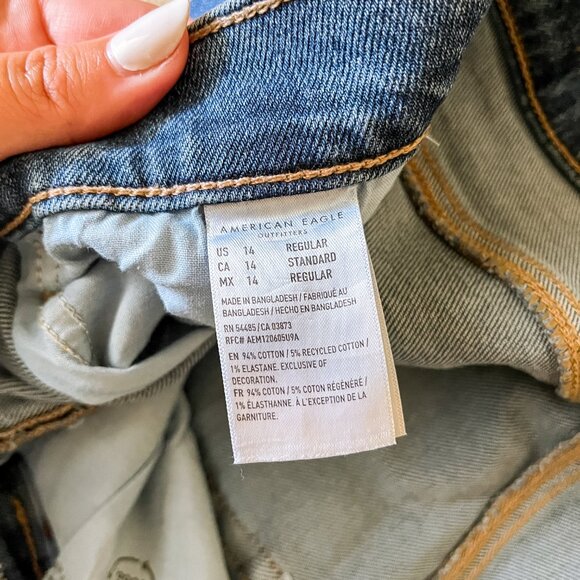 AMERICAN EAGLE
OUTFITTERS
US 14 REGULAR
CA 14 STANDARD
MX 14 REGULAR
MADE IN BANGLADESH / FABRIQUÉ AU
BANGLADESH / HECHO EN BANGLADESH
RN 54485 / CA 03873
RFC# AEM120605U9A
EN 94% COTTON / 5% RECYCLED COTTON /
1% ELASTANE. EXCLUSIVE OF
DECORATION.
FR 94% COTON / 5% COTON RÉGÉNÉRÉ /
1% ÉLASTHANNE. À L'EXCEPTION DE LA
GARNITURE.